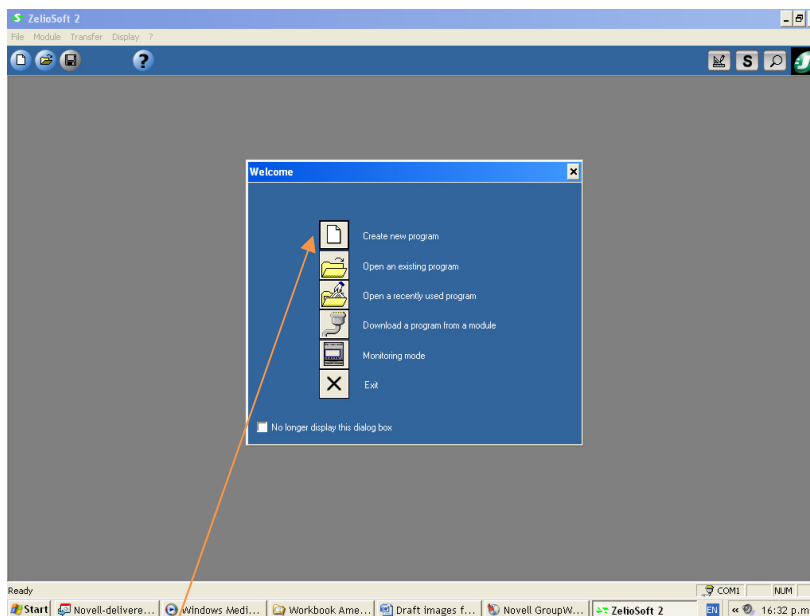 ZelioSoft 2
File Module Transfer Display ?
?
S
Welcome
Create new program
Open an existing program
Open a recently used program
Download a program from a module
Monitoring mode
Exit
No longer display this dialog box
Ready COM1 NUM
Start Novell-delivere... Windows Medi... Workbook Ame... Draft images f... Novell GroupW... ZelioSoft 2 EN « 16:32 p.m